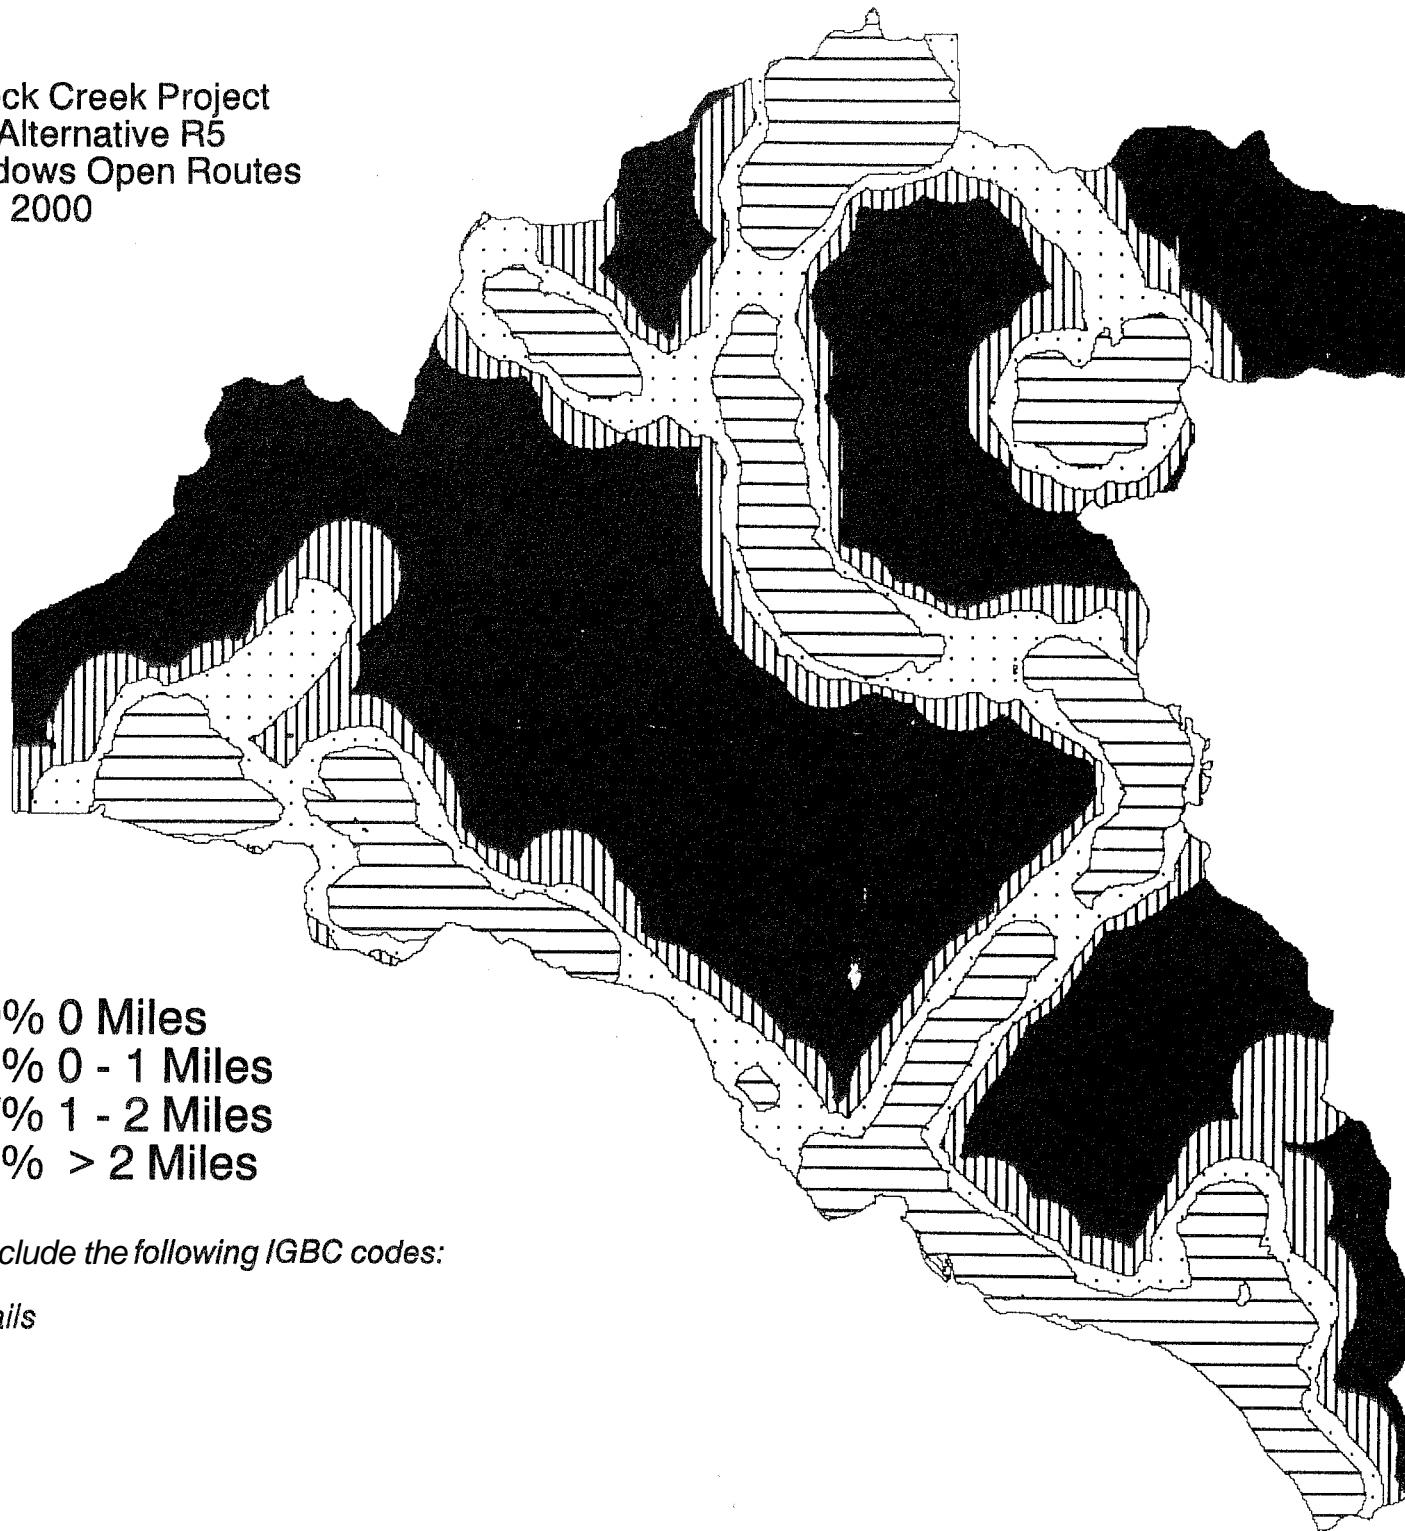 ck Creek Project
Alternative R5
dows Open Routes
2000
% 0 Miles
% 0 - 1 Miles
% 1 - 2 Miles
% > 2 Miles
clude the following IGBC codes:
ils